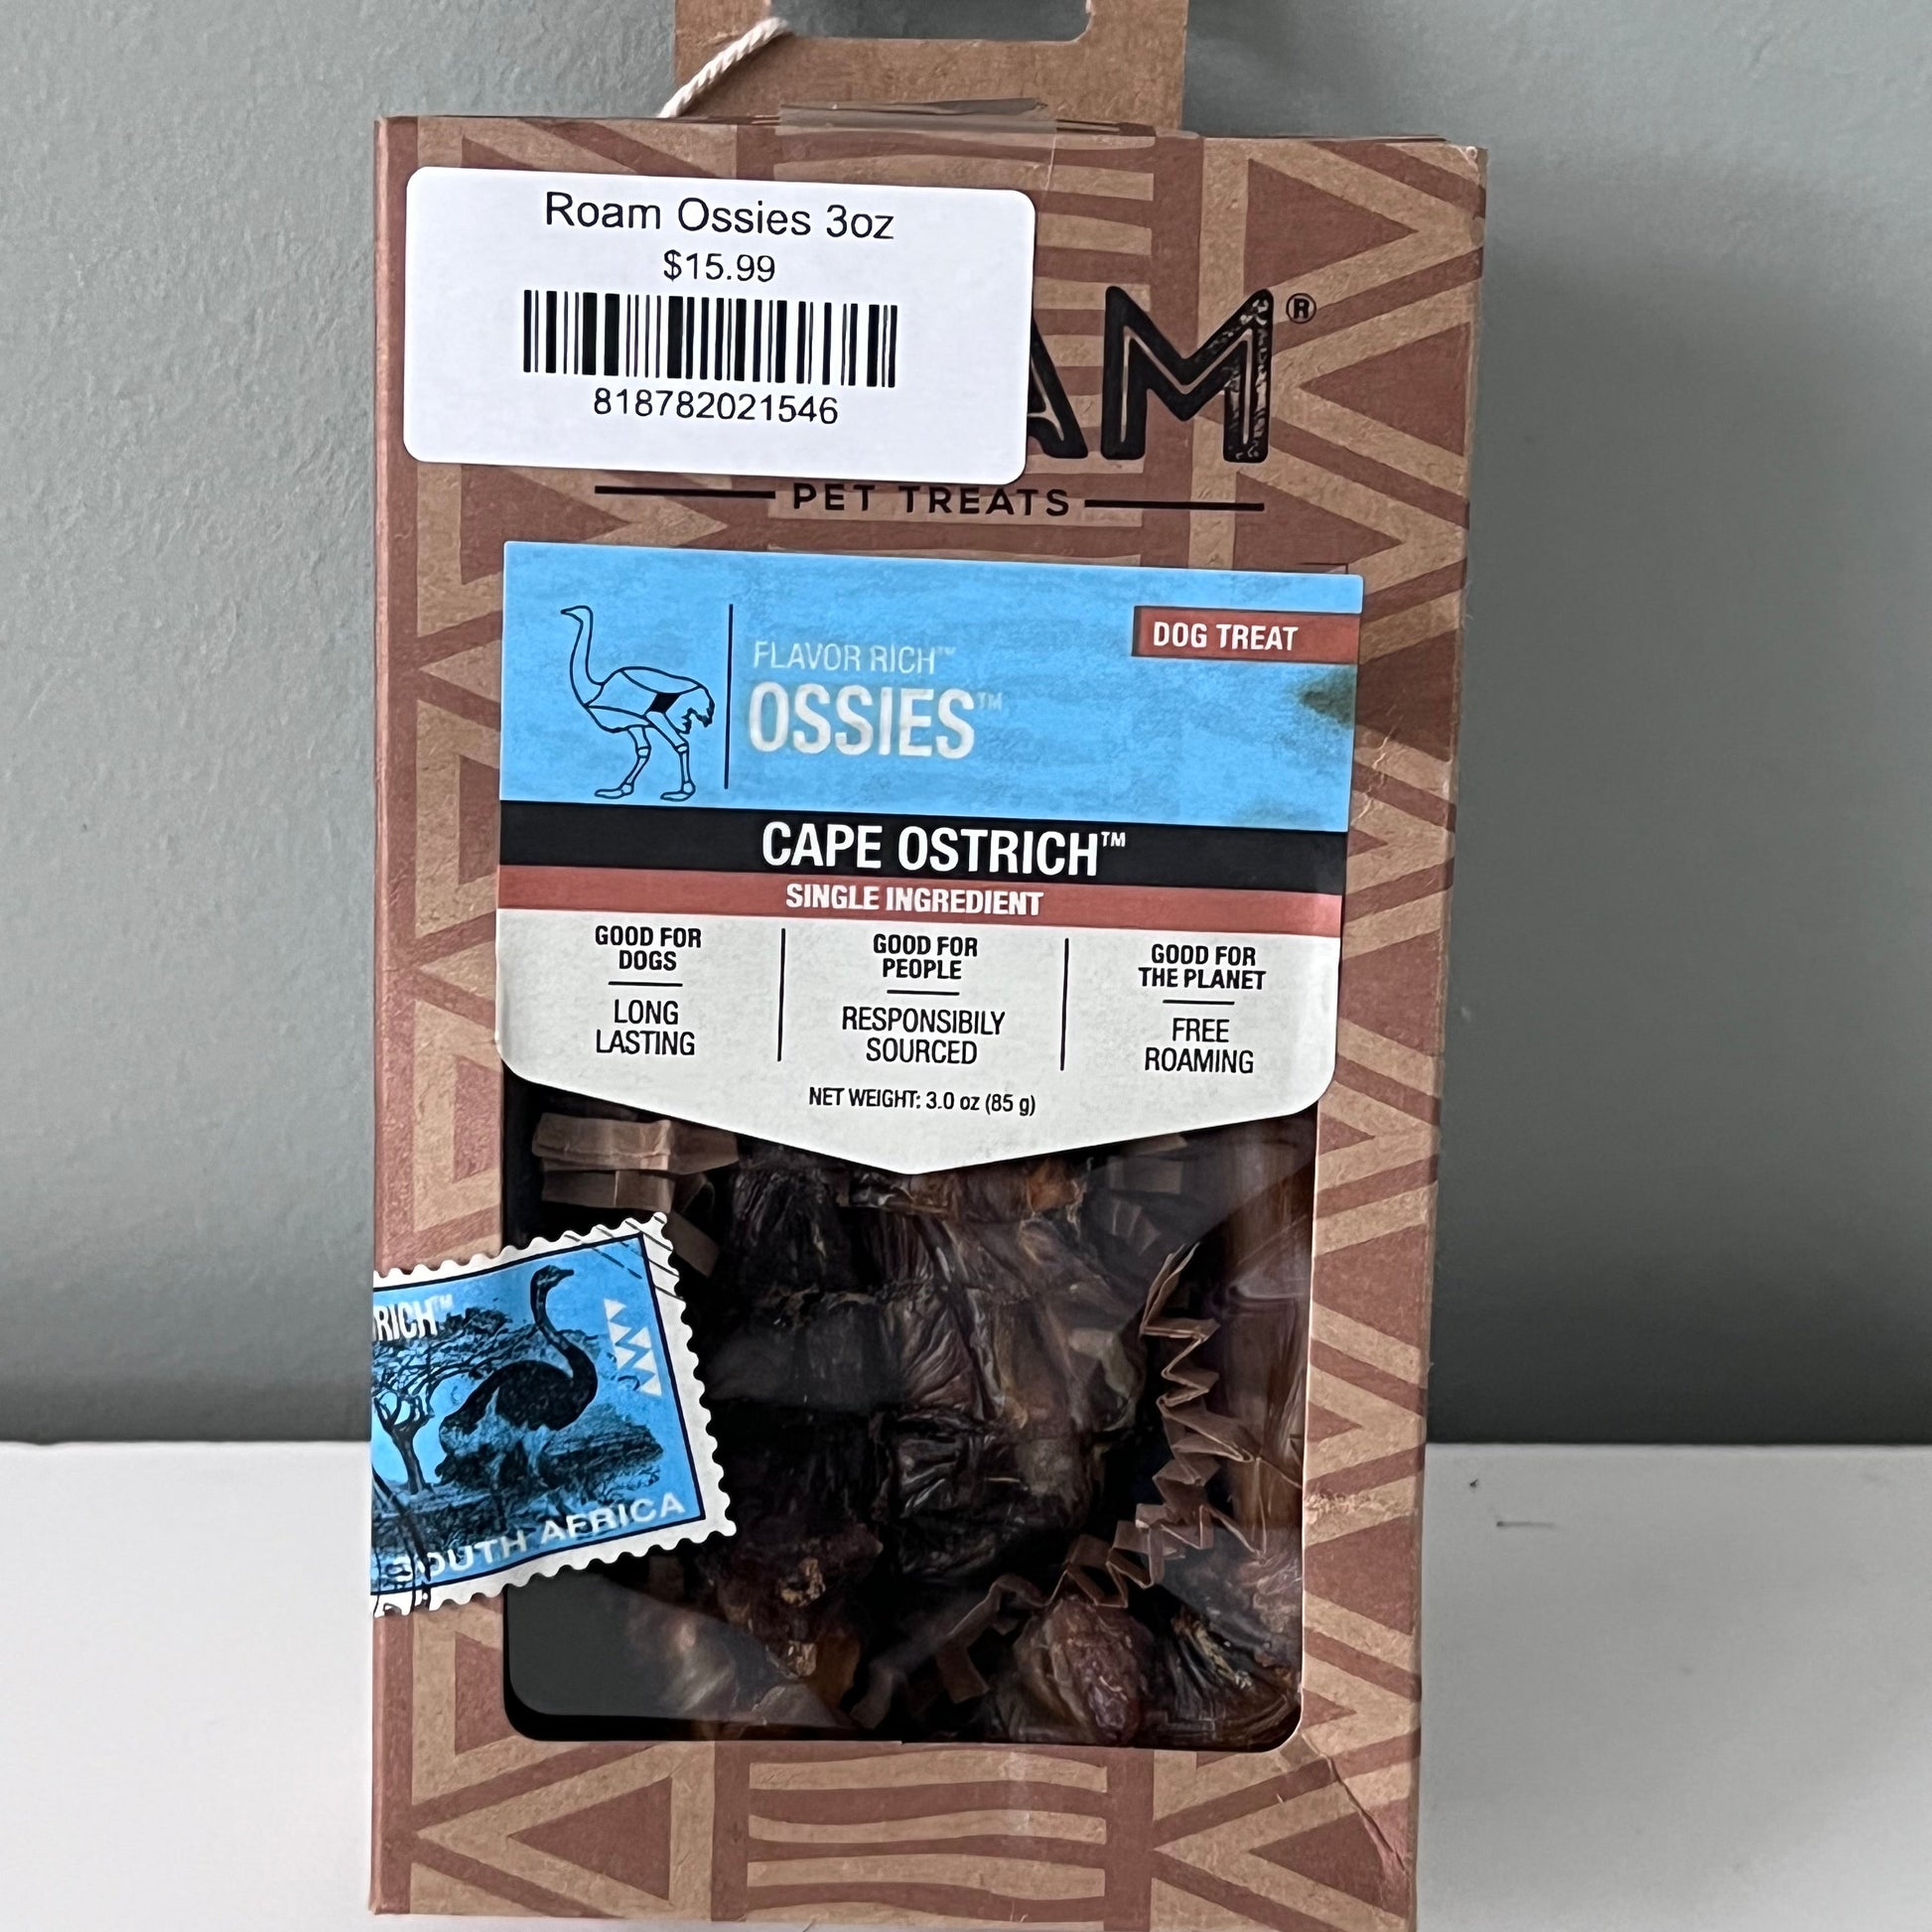 Roam Ossies 3oz
$15.99
818782021546
AM®
PET TREATS
DOG TREAT
FLAVOR RICH™
OSSIES™
CAPE OSTRICH™
SINGLE INGREDIENT
GOOD FOR
DOGS
LONG
LASTING
GOOD FOR
PEOPLE
RESPONSIBILY
SOURCED
GOOD FOR
THE PLANET
FREE
ROAMING
NET WEIGHT: 3.0 oz (85 g)
RICH™
SOUTH AFRICA